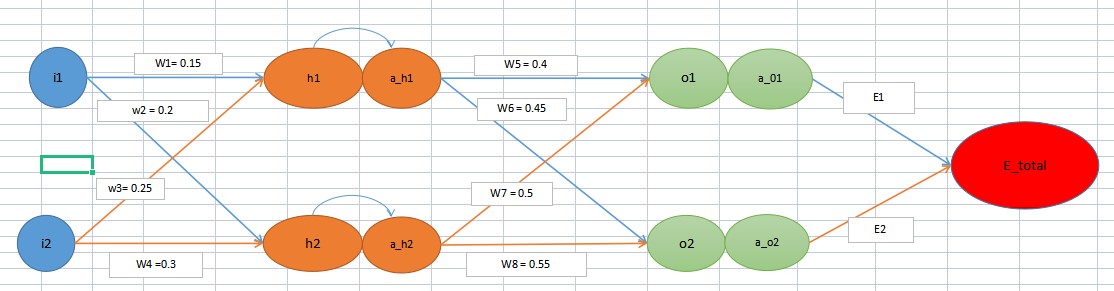 i1
W1= 0.15
h1
a_h1
W5 = 0.4
o1
a_01
w2 = 0.2
W6 = 0.45
E1
E_total
w3= 0.25
W7 = 0.5
i2
W4 =0.3
h2
a_h2
W8 = 0.55
o2
a_o2
E2